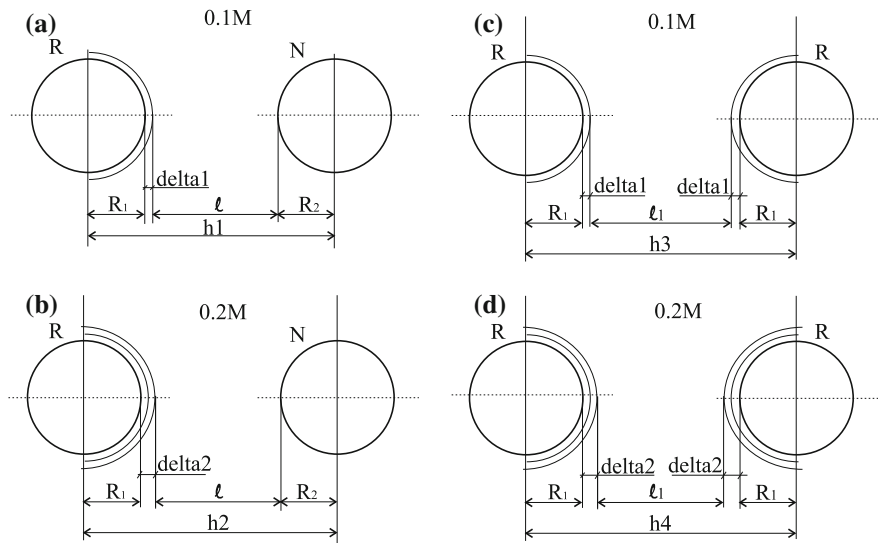 (a)
0.1M
R
N
delta1
R1
ℓ
R2
h1
(b)
0.2M
R
N
delta2
R1
ℓ
R2
h2
(c)
0.1M
R
R
delta1
delta1
R1
ℓ1
R1
h3
(d)
0.2M
R
R
delta2
delta2
R1
ℓ1
R1
h4